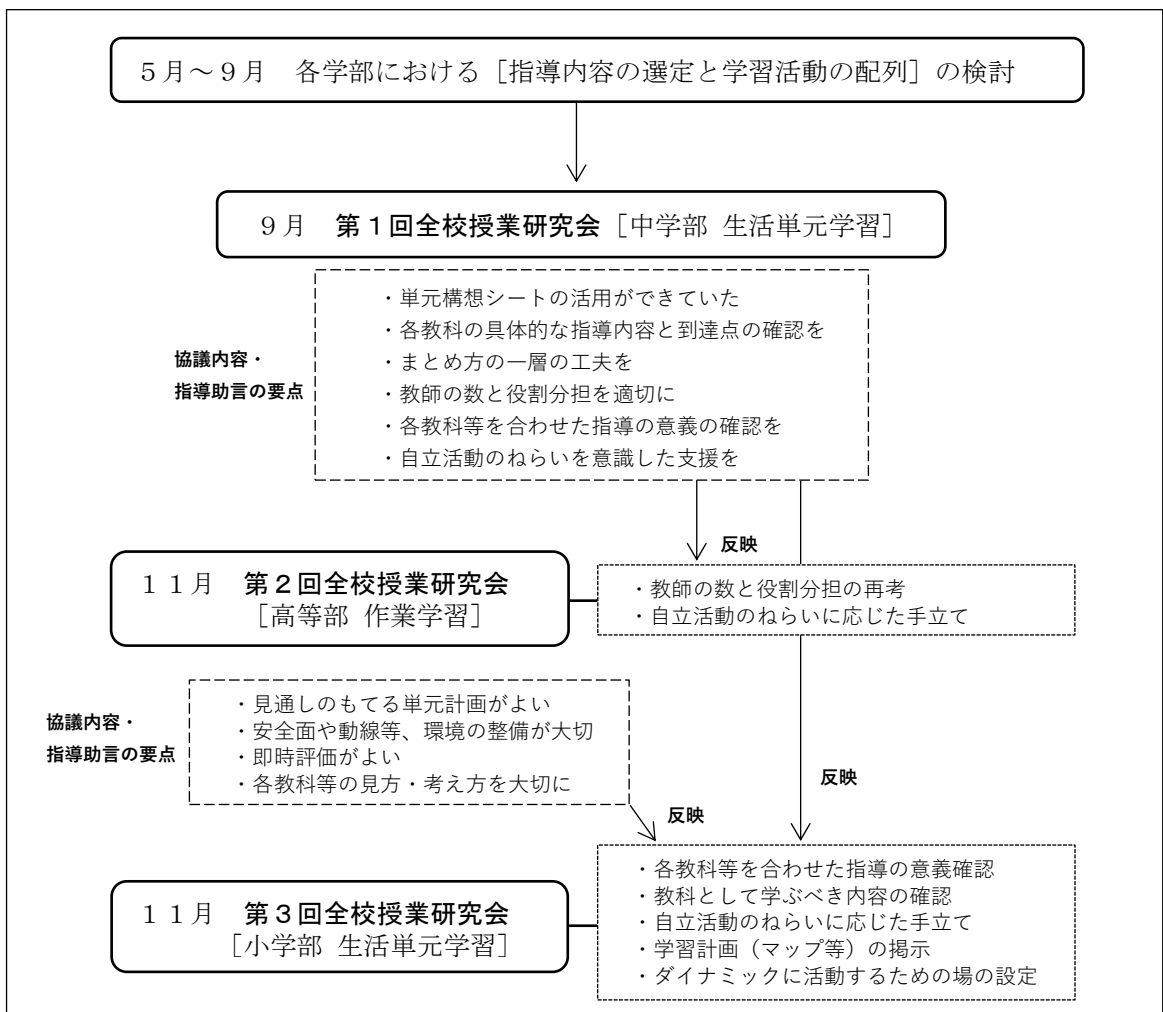 ５月～９月　各学部における［指導内容の選定と学習活動の配列］の検討
９月　第１回全校授業研究会［中学部 生活単元学習］
協議内容・
指導助言の要点
・単元構想シートの活用ができていた
・各教科の具体的な指導内容と到達点の確認を
・まとめ方の一層の工夫を
・教師の数と役割分担を適切に
・各教科等を合わせた指導の意義の確認を
・自立活動のねらいを意識した支援を
反映
１１月　第２回全校授業研究会
［高等部 作業学習］
・教師の数と役割分担の再考
・自立活動のねらいに応じた手立て
協議内容・
指導助言の要点
・見通しのもてる単元計画がよい
・安全面や動線等、環境の整備が大切
・即時評価がよい
・各教科等の見方・考え方を大切に
反映
反映
１１月　第３回全校授業研究会
［小学部 生活単元学習］
・各教科等を合わせた指導の意義確認
・教科として学ぶべき内容の確認
・自立活動のねらいに応じた手立て
・学習計画（マップ等）の掲示
・ダイナミックに活動するための場の設定